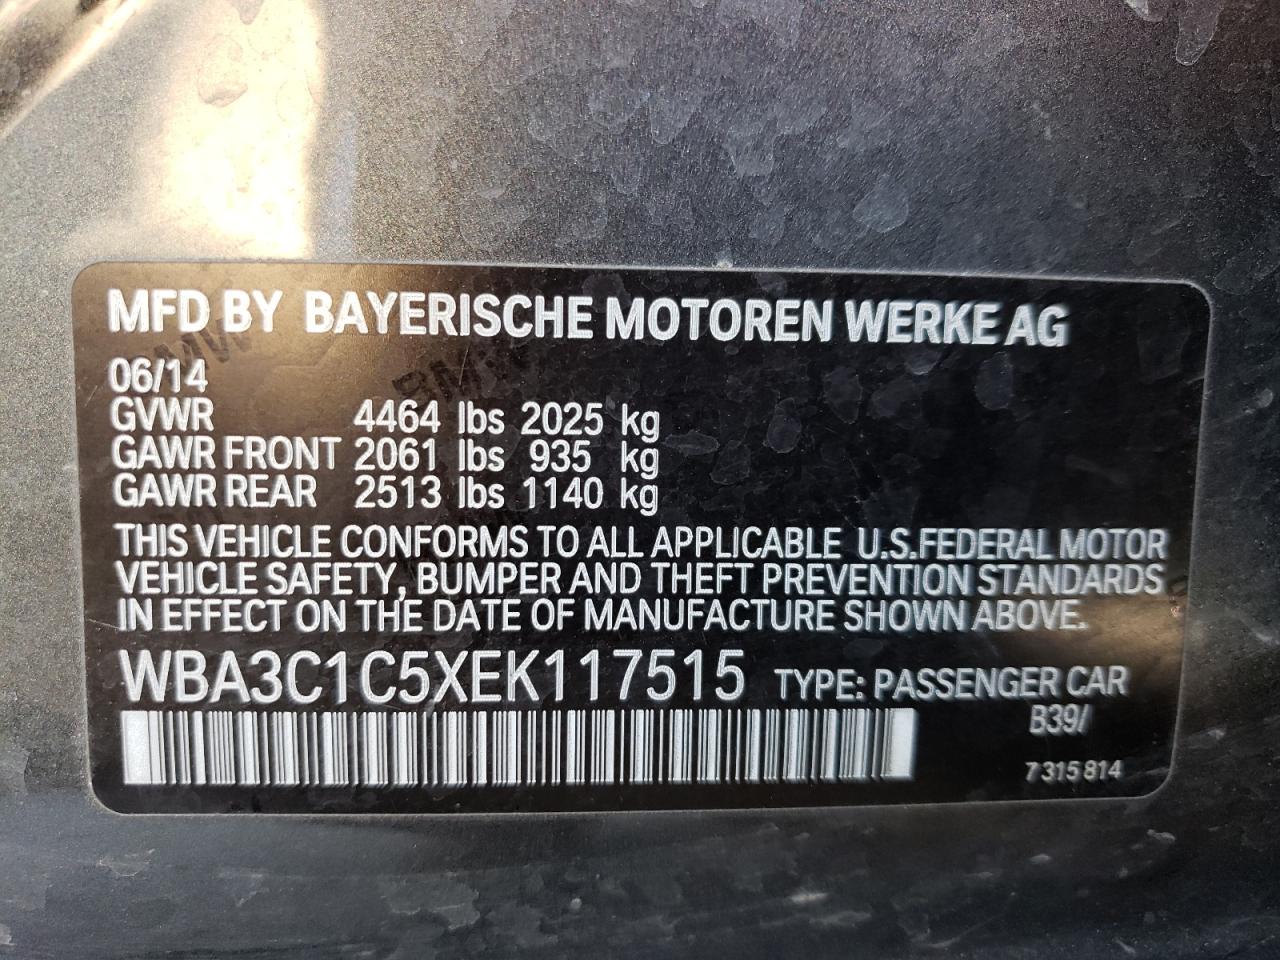 MFD BY BAYERISCHE MOTOREN WERKE AG
06/14
GVWR 4464 lbs 2025 kg
GAWR FRONT 2061 lbs 935 kg
GAWR REAR 2513 lbs 1140 kg
THIS VEHICLE CONFORMS TO ALL APPLICABLE U.S.FEDERAL MOTOR
VEHICLE SAFETY, BUMPER AND THEFT PREVENTION STANDARDS
IN EFFECT ON THE DATE OF MANUFACTURE SHOWN ABOVE.
WBA3C1C5XEK117515 TYPE: PASSENGER CAR
B39/
7 315 814